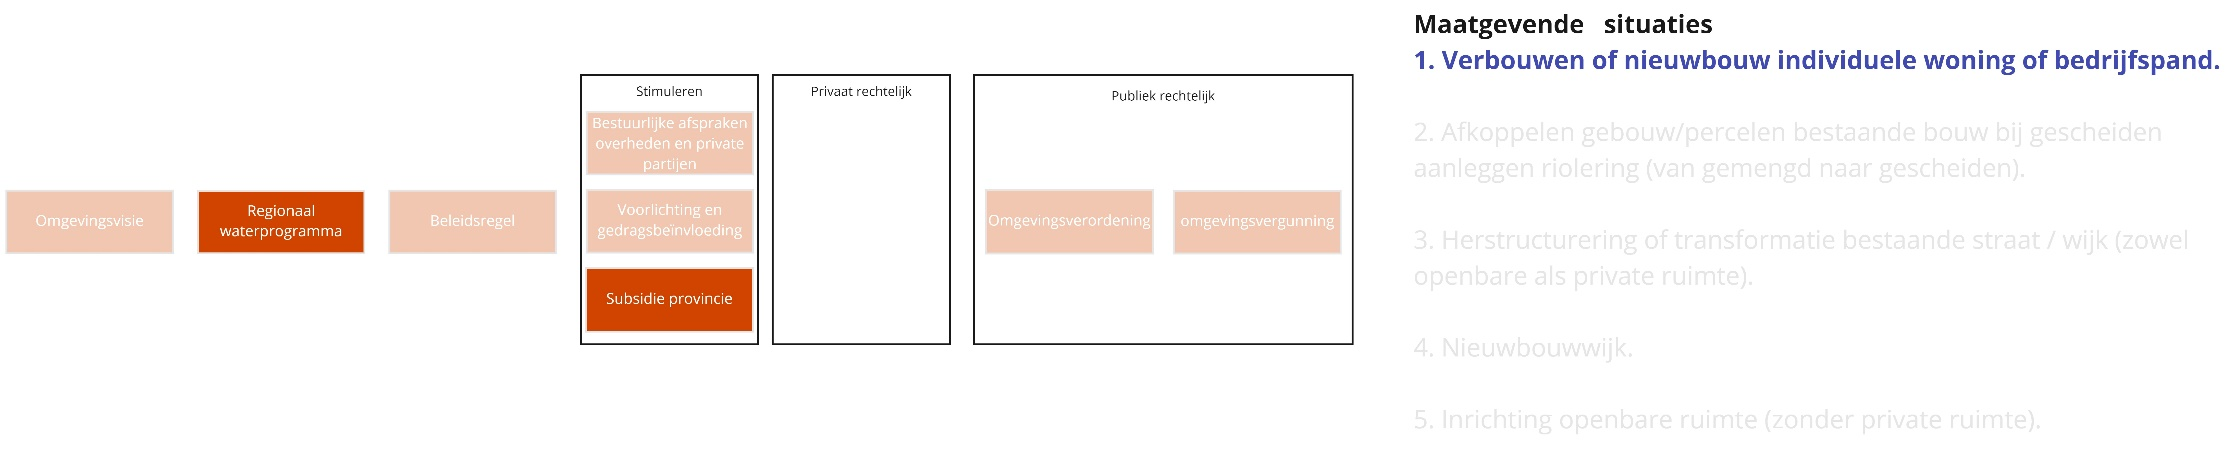 Omgevingsvisie
Regionaal
waterprogramma
Beleidsregel
Stimuleren
Bestuurlijke afspraken
overheden en private
partijen
Voorlichting en
gedragsbeïnvloeding
Subsidie provincie
Privaat rechtelijk
Publiek rechtelijk
Omgevingsverordening
omgevingsvergunning
Maatgevende situaties
1. Verbouwen of nieuwbouw individuele woning of bedrijfspand.
2. Afkoppelen gebouw/percelen bestaande bouw bij gescheiden
aanleggen riolering (van gemengd naar gescheiden).
3. Herstructurering of transformatie bestaande straat / wijk (zowel
openbare als private ruimte).
4. Nieuwbouwwijk.
5. Inrichting openbare ruimte (zonder private ruimte).